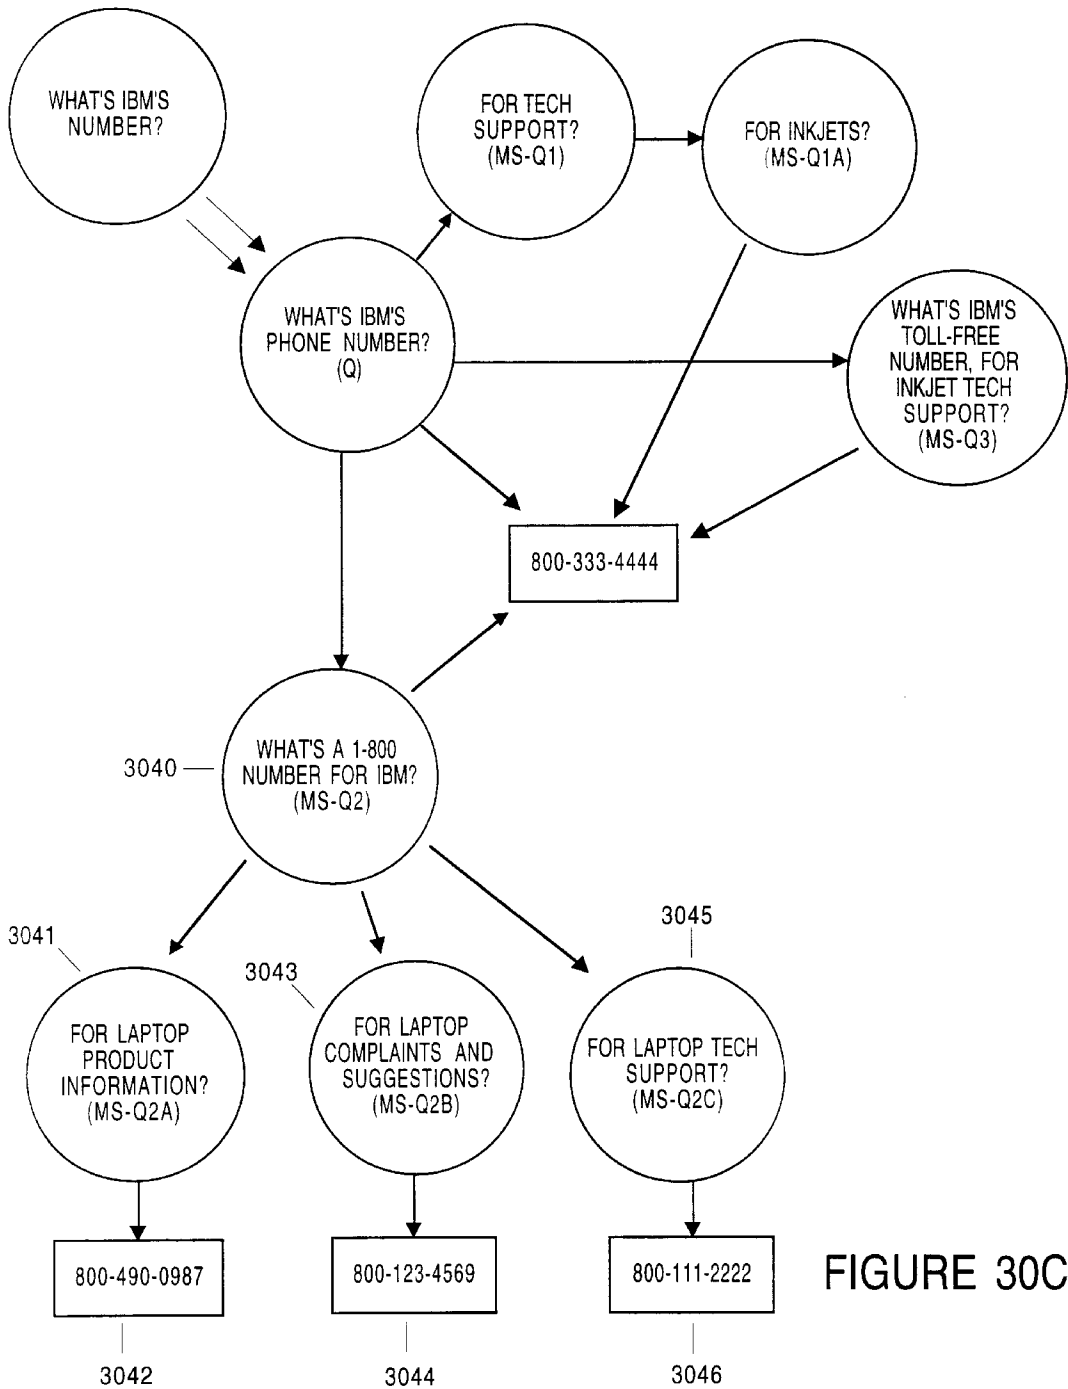 WHAT'S IBM'S
NUMBER?
FOR TECH
SUPPORT?
(MS-Q1)
FOR INKJETS?
(MS-Q1A)
WHAT'S IBM'S
PHONE NUMBER?
(Q)
WHAT'S IBM'S
TOLL-FREE
NUMBER, FOR
INKJET TECH
SUPPORT?
(MS-Q3)
800-333-4444
3040
WHAT'S A 1-800
NUMBER FOR IBM?
(MS-Q2)
3041
3043
3045
FOR LAPTOP
PRODUCT
INFORMATION?
(MS-Q2A)
FOR LAPTOP
COMPLAINTS AND
SUGGESTIONS?
(MS-Q2B)
FOR LAPTOP TECH
SUPPORT?
(MS-Q2C)
800-490-0987
800-123-4569
800-111-2222
FIGURE 30C
3042
3044
3046